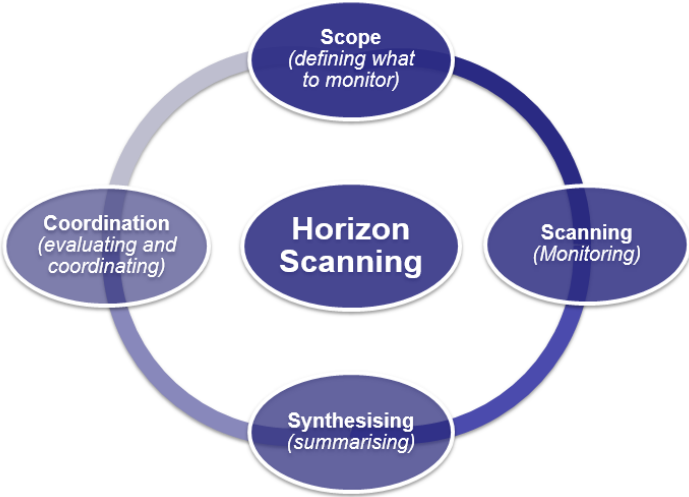 Scope
(defining what
to monitor)
Coordination
(evaluating and
coordinating)
Horizon
Scanning
Scanning
(Monitoring)
Synthesising
(summarising)